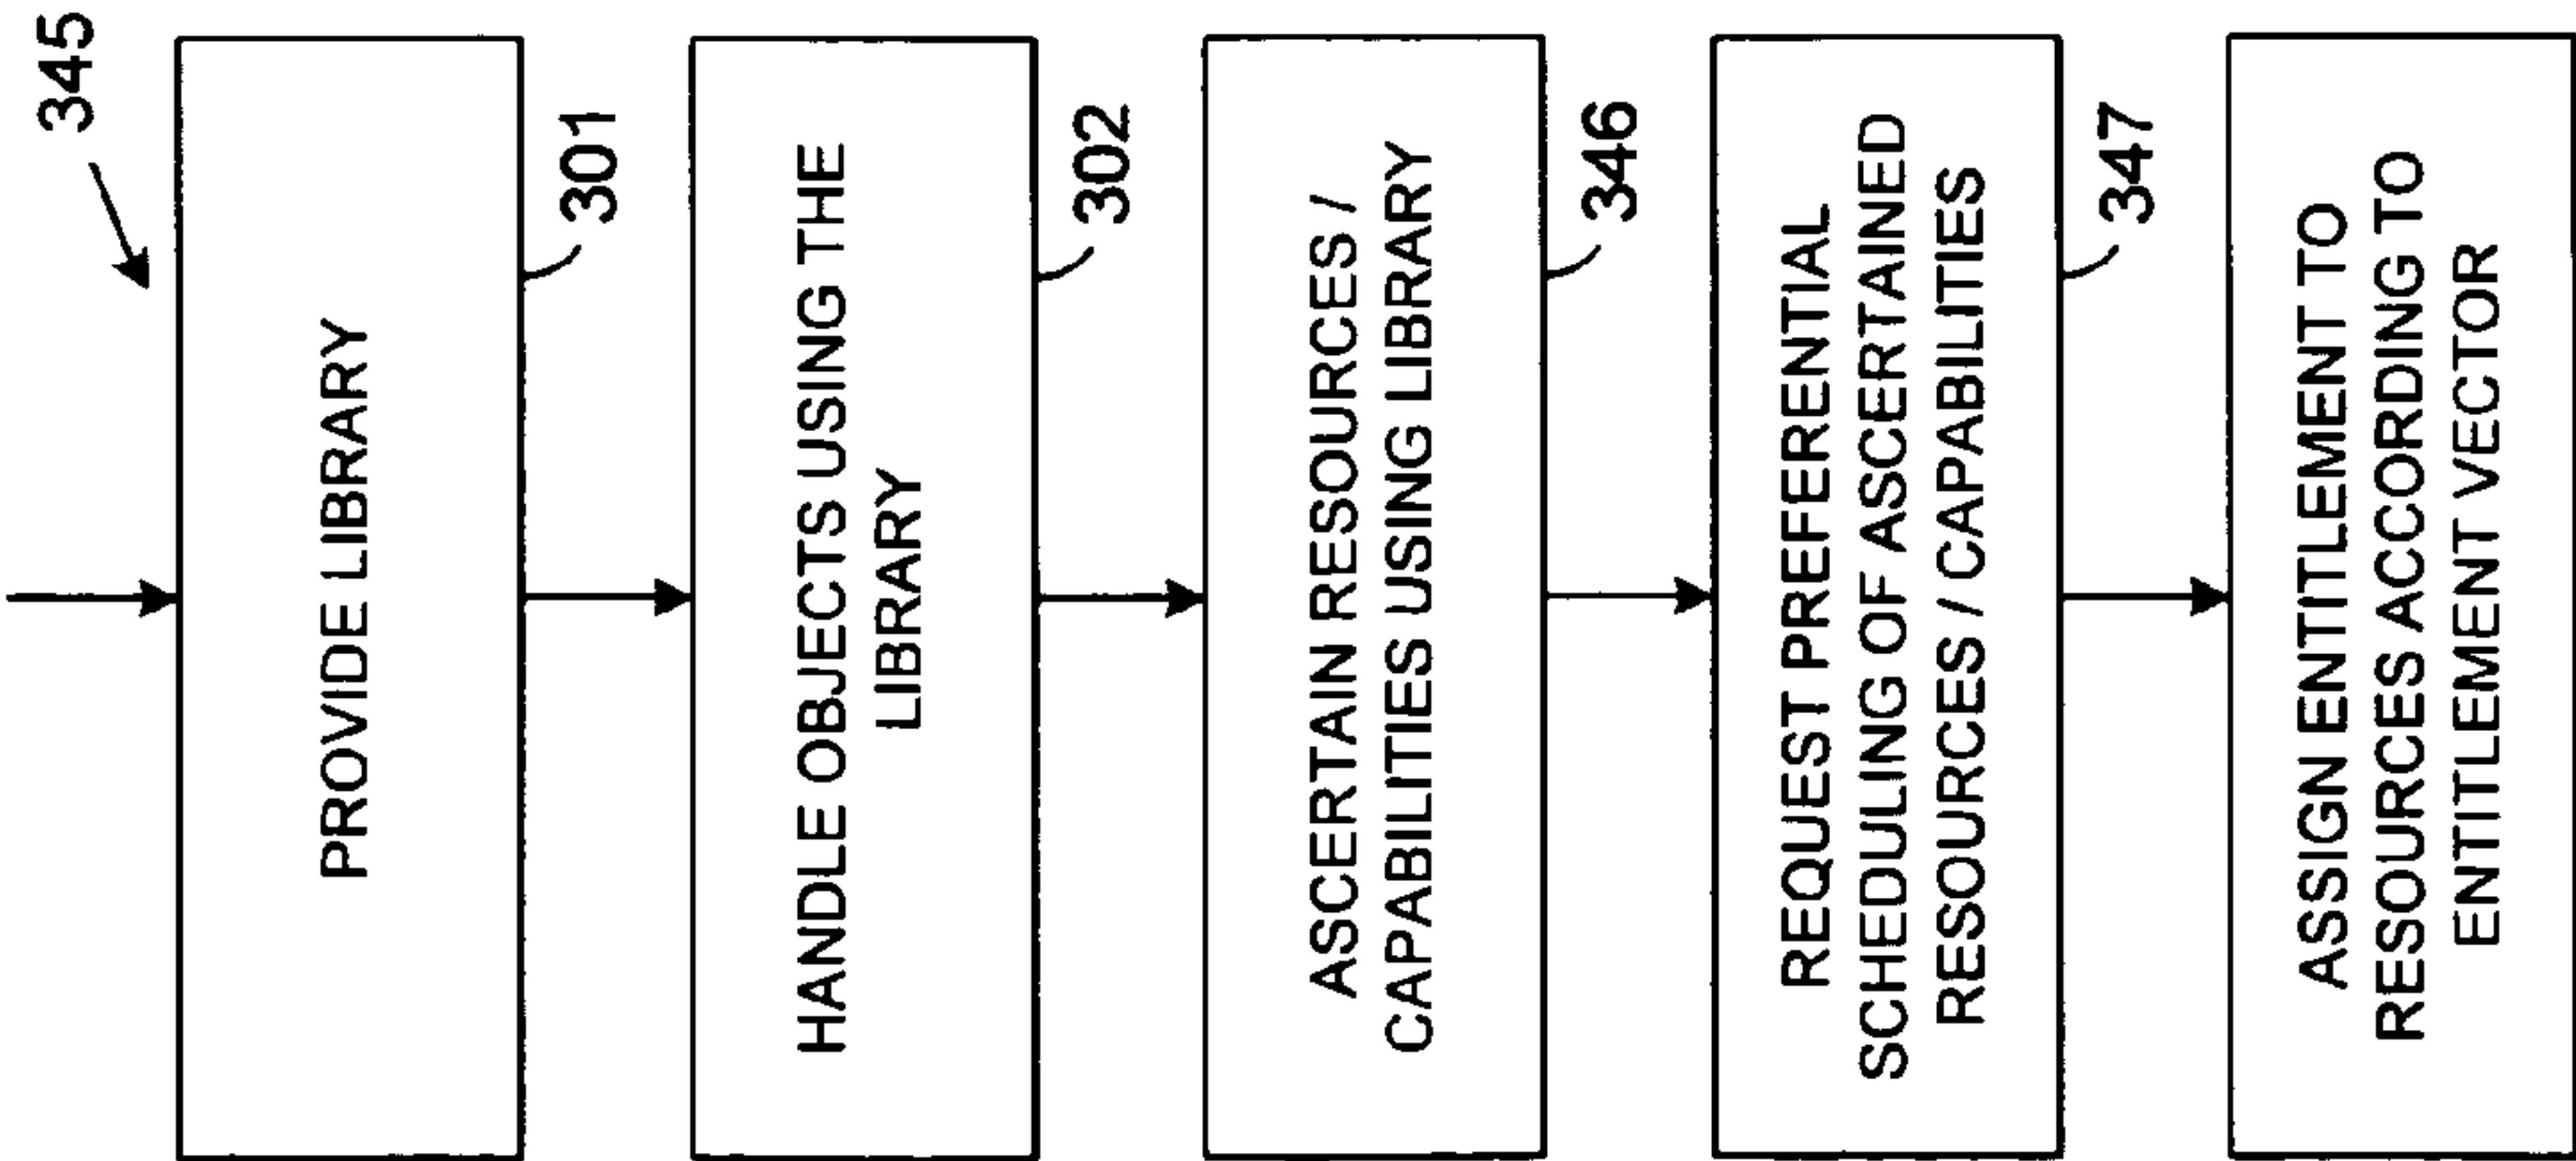 345
PROVIDE LIBRARY
301
HANDLE OBJECTS USING THE
LIBRARY
302
ASCERTAIN RESOURCES /
CAPABILITIES USING LIBRARY
346
REQUEST PREFERENTIAL
SCHEDULING OF ASCERTAINED
RESOURCES / CAPABILITIES
347
ASSIGN ENTITLEMENT TO
RESOURCES ACCORDING TO
ENTITLEMENT VECTOR